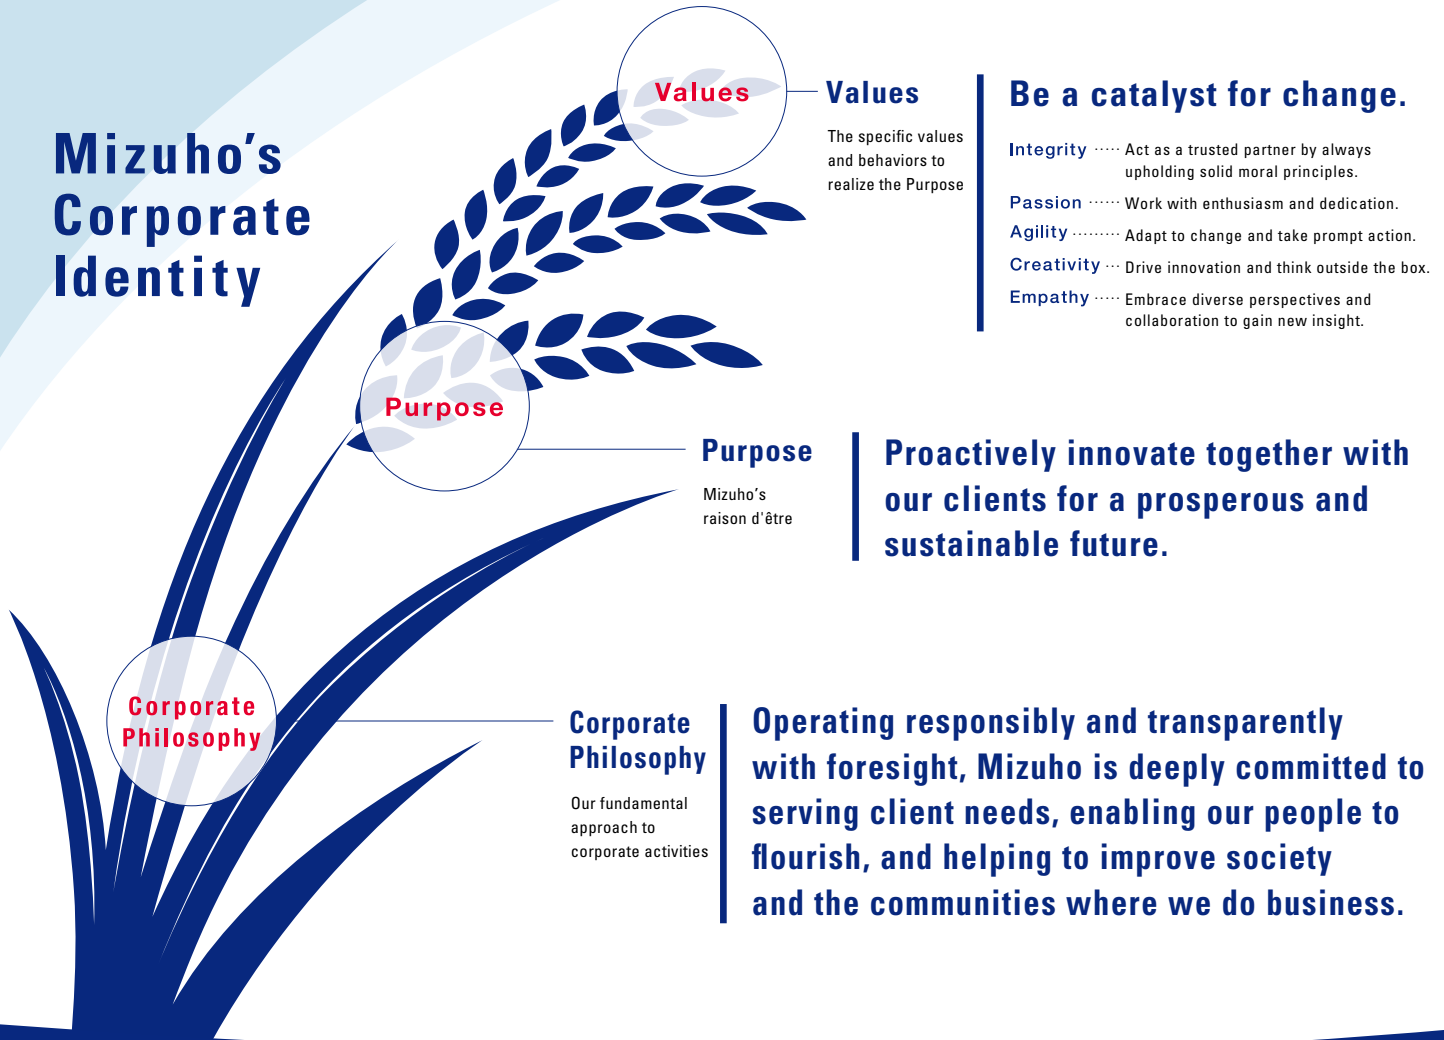 Mizuho's
Corporate
Identity
Values
Values
The specific values
and behaviors to
realize the Purpose
Be a catalyst for change.
Integrity ····· Act as a trusted partner by always
upholding solid moral principles.
Passion ······ Work with enthusiasm and dedication.
Agility ········· Adapt to change and take prompt action.
Creativity ··· Drive innovation and think outside the box.
Empathy ····· Embrace diverse perspectives and
collaboration to gain new insight.
Purpose
Purpose
Mizuho's
raison d'être
Proactively innovate together with
our clients for a prosperous and
sustainable future.
Corporate
Philosophy
Corporate
Philosophy
Our fundamental
approach to
corporate activities
Operating responsibly and transparently
with foresight, Mizuho is deeply committed to
serving client needs, enabling our people to
flourish, and helping to improve society
and the communities where we do business.